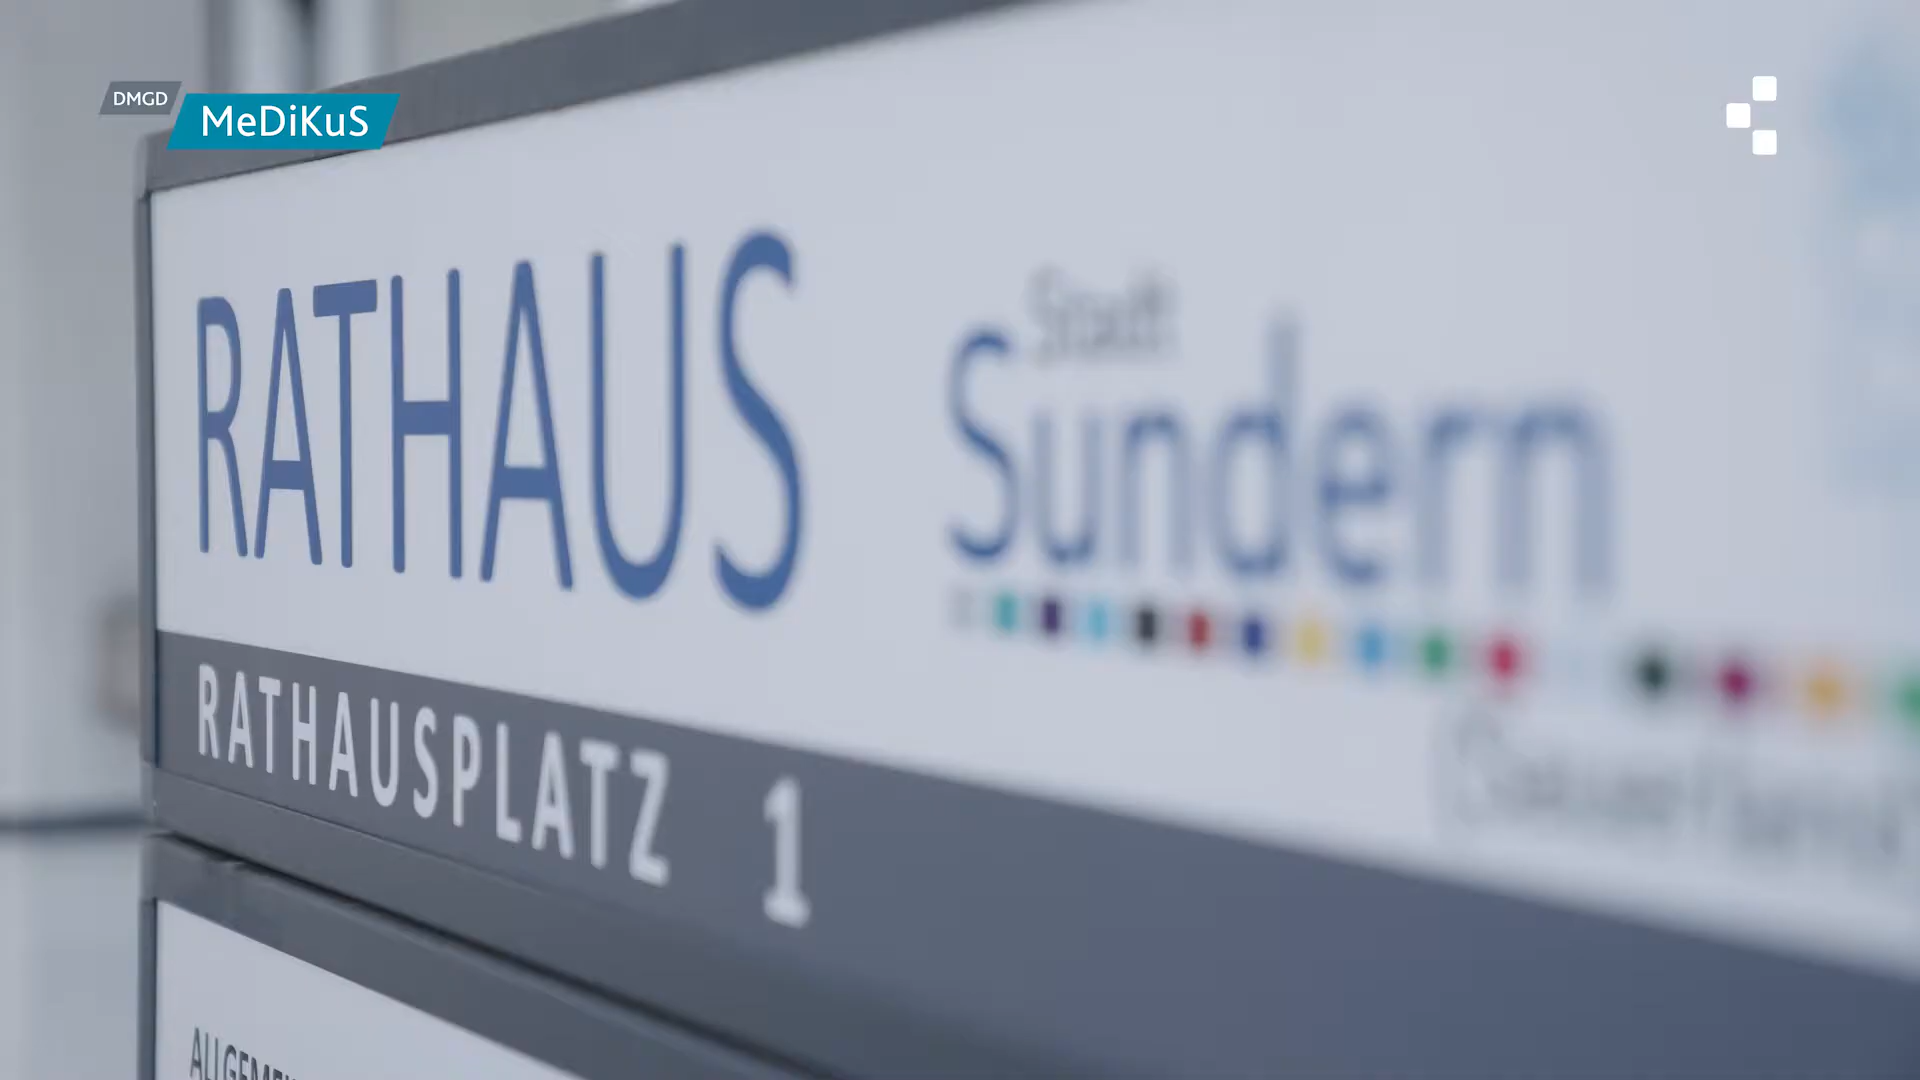 DMGD
MeDiKuS
RATHAUS
Stadt
Sundern
RATHAUSPLATZ 1